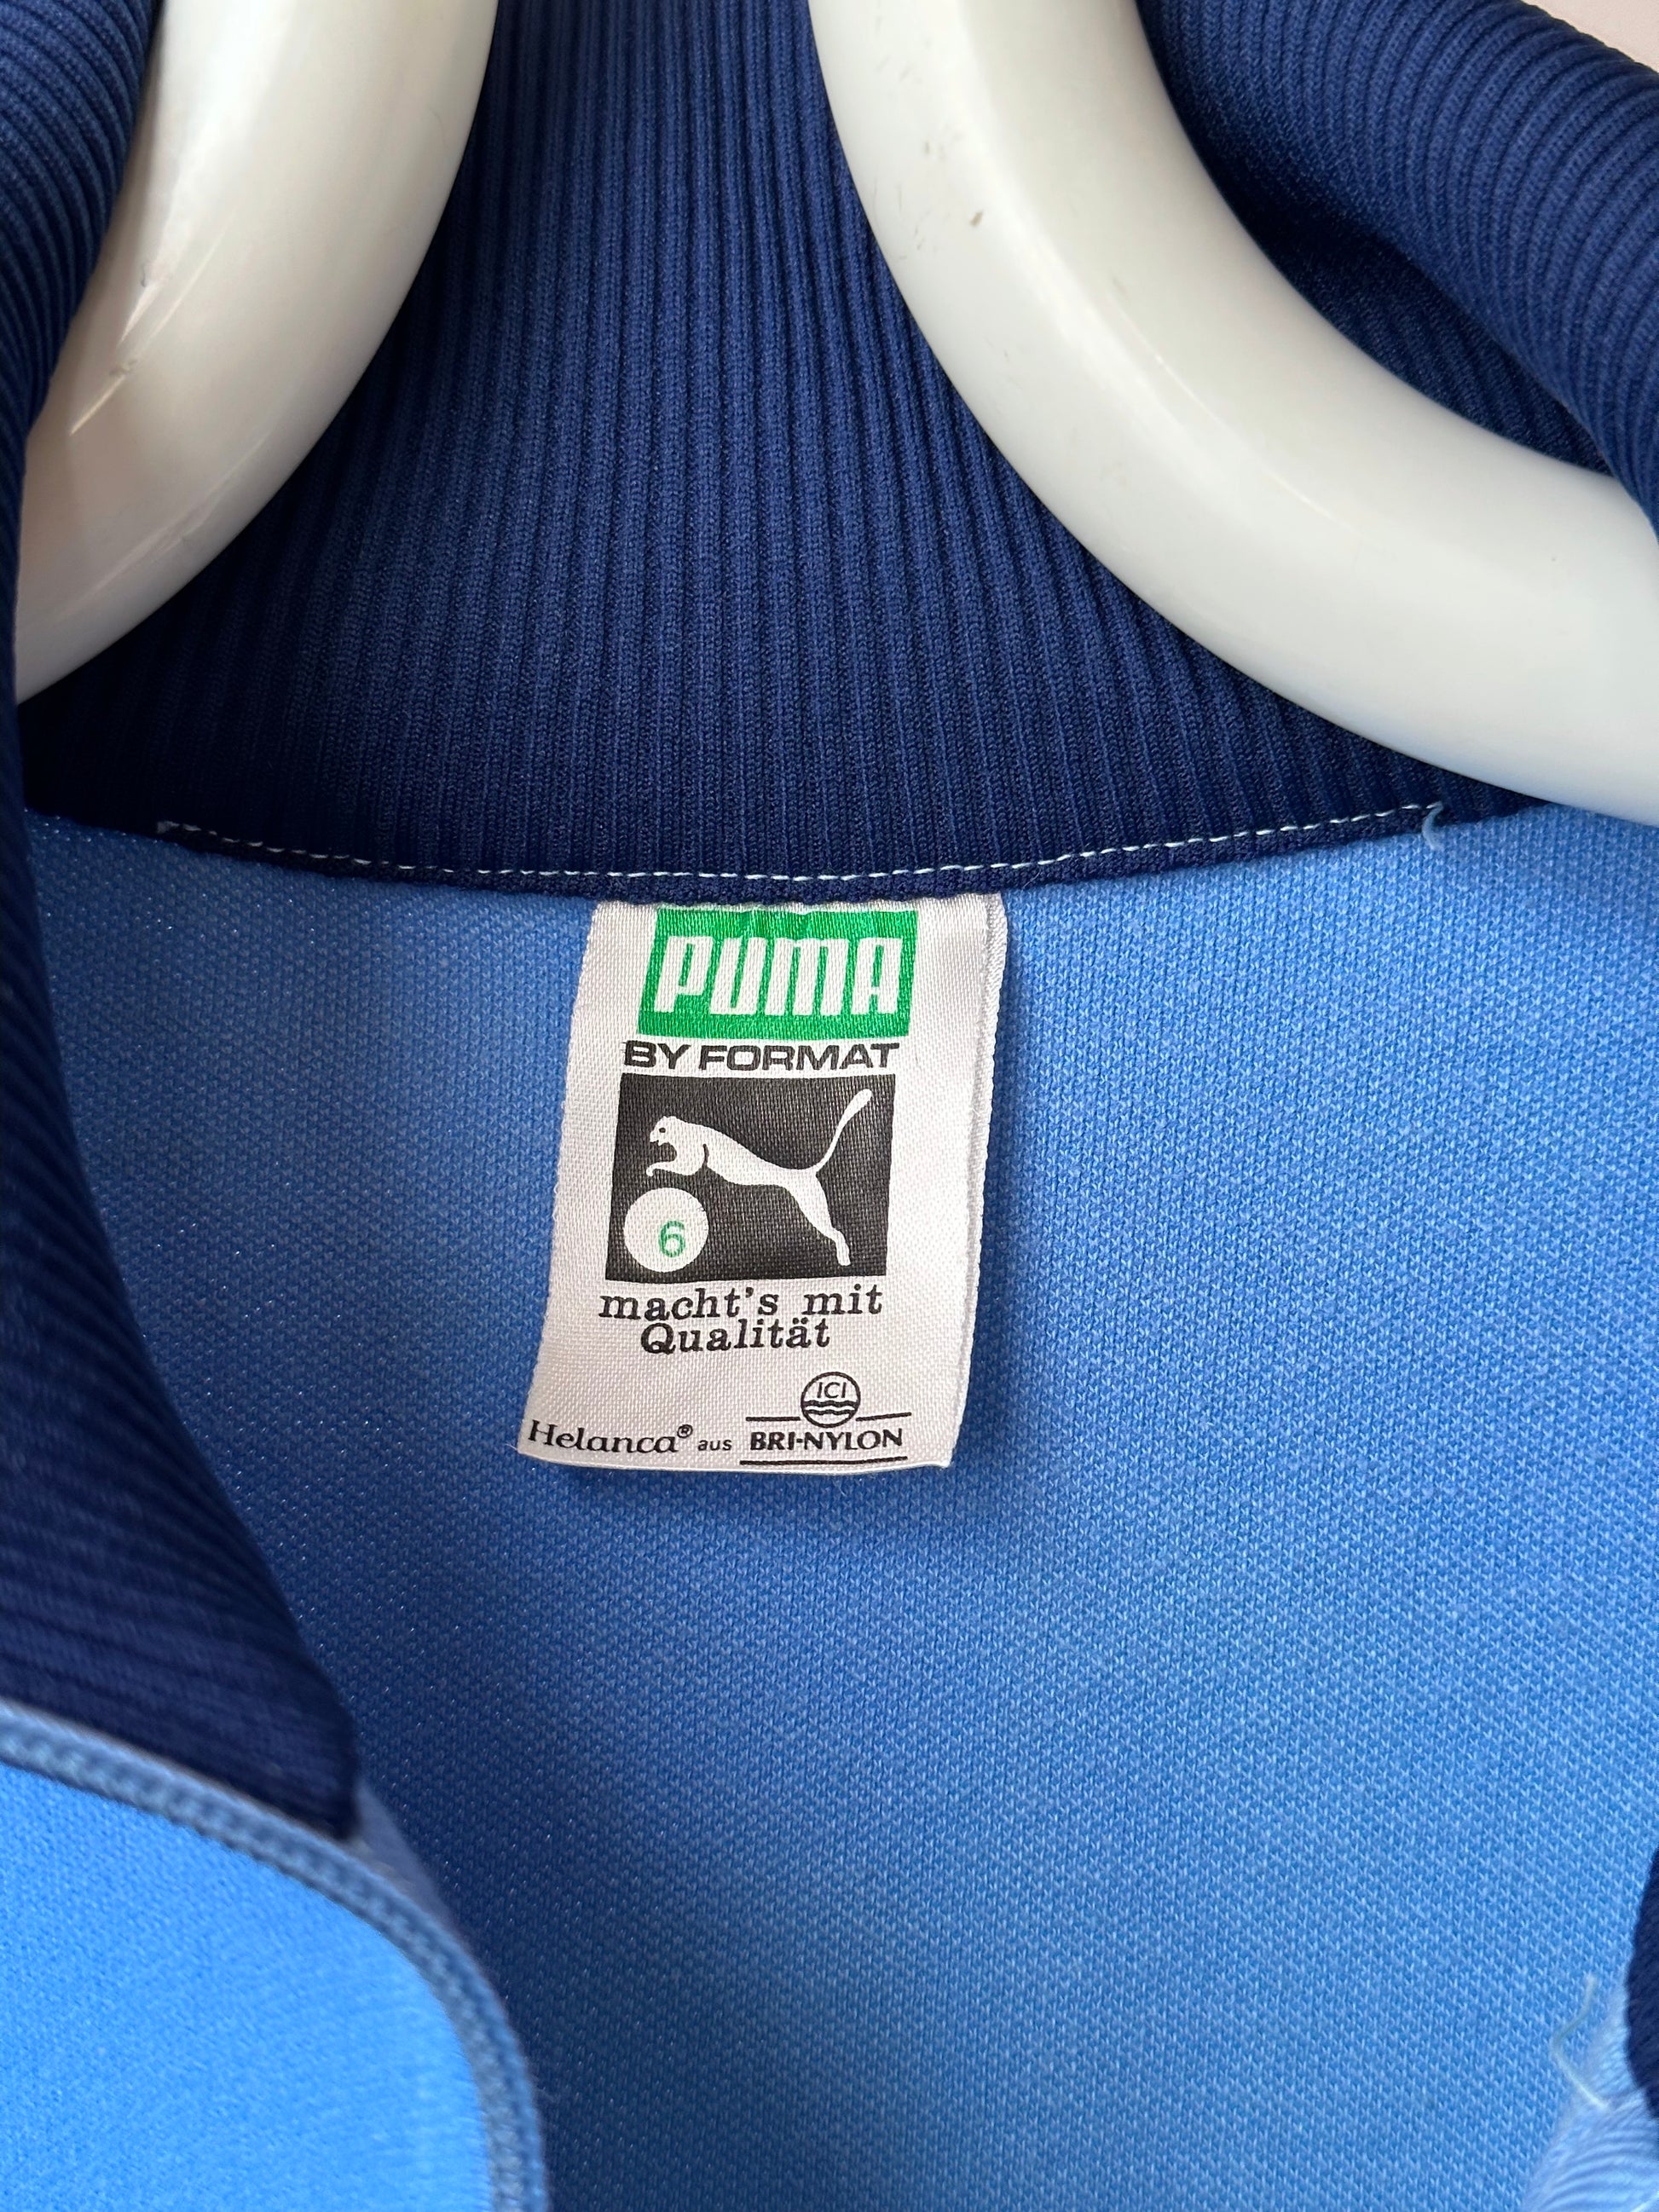 PUMA
BY FORMAT
6
macht's mit
Qualität
ICI
Helanca® aus BRI-NYLON